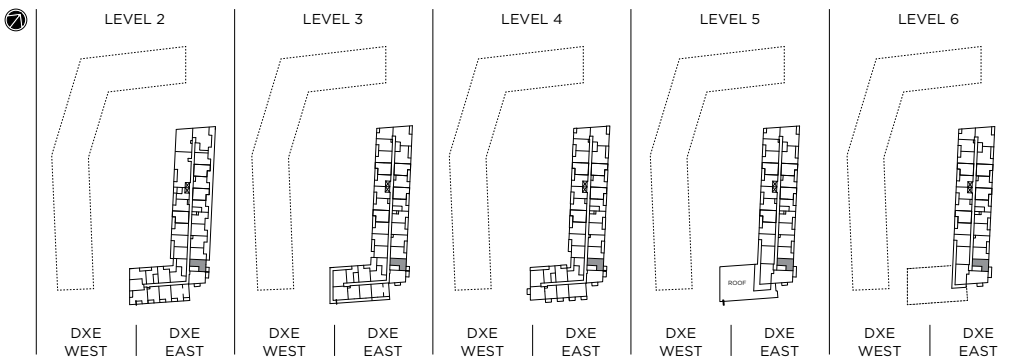 LEVEL 2
LEVEL 3
LEVEL 4
LEVEL 5
LEVEL 6
ROOF
DXE
WEST
DXE
EAST
DXE
WEST
DXE
EAST
DXE
WEST
DXE
EAST
DXE
WEST
DXE
EAST
DXE
WEST
DXE
EAST